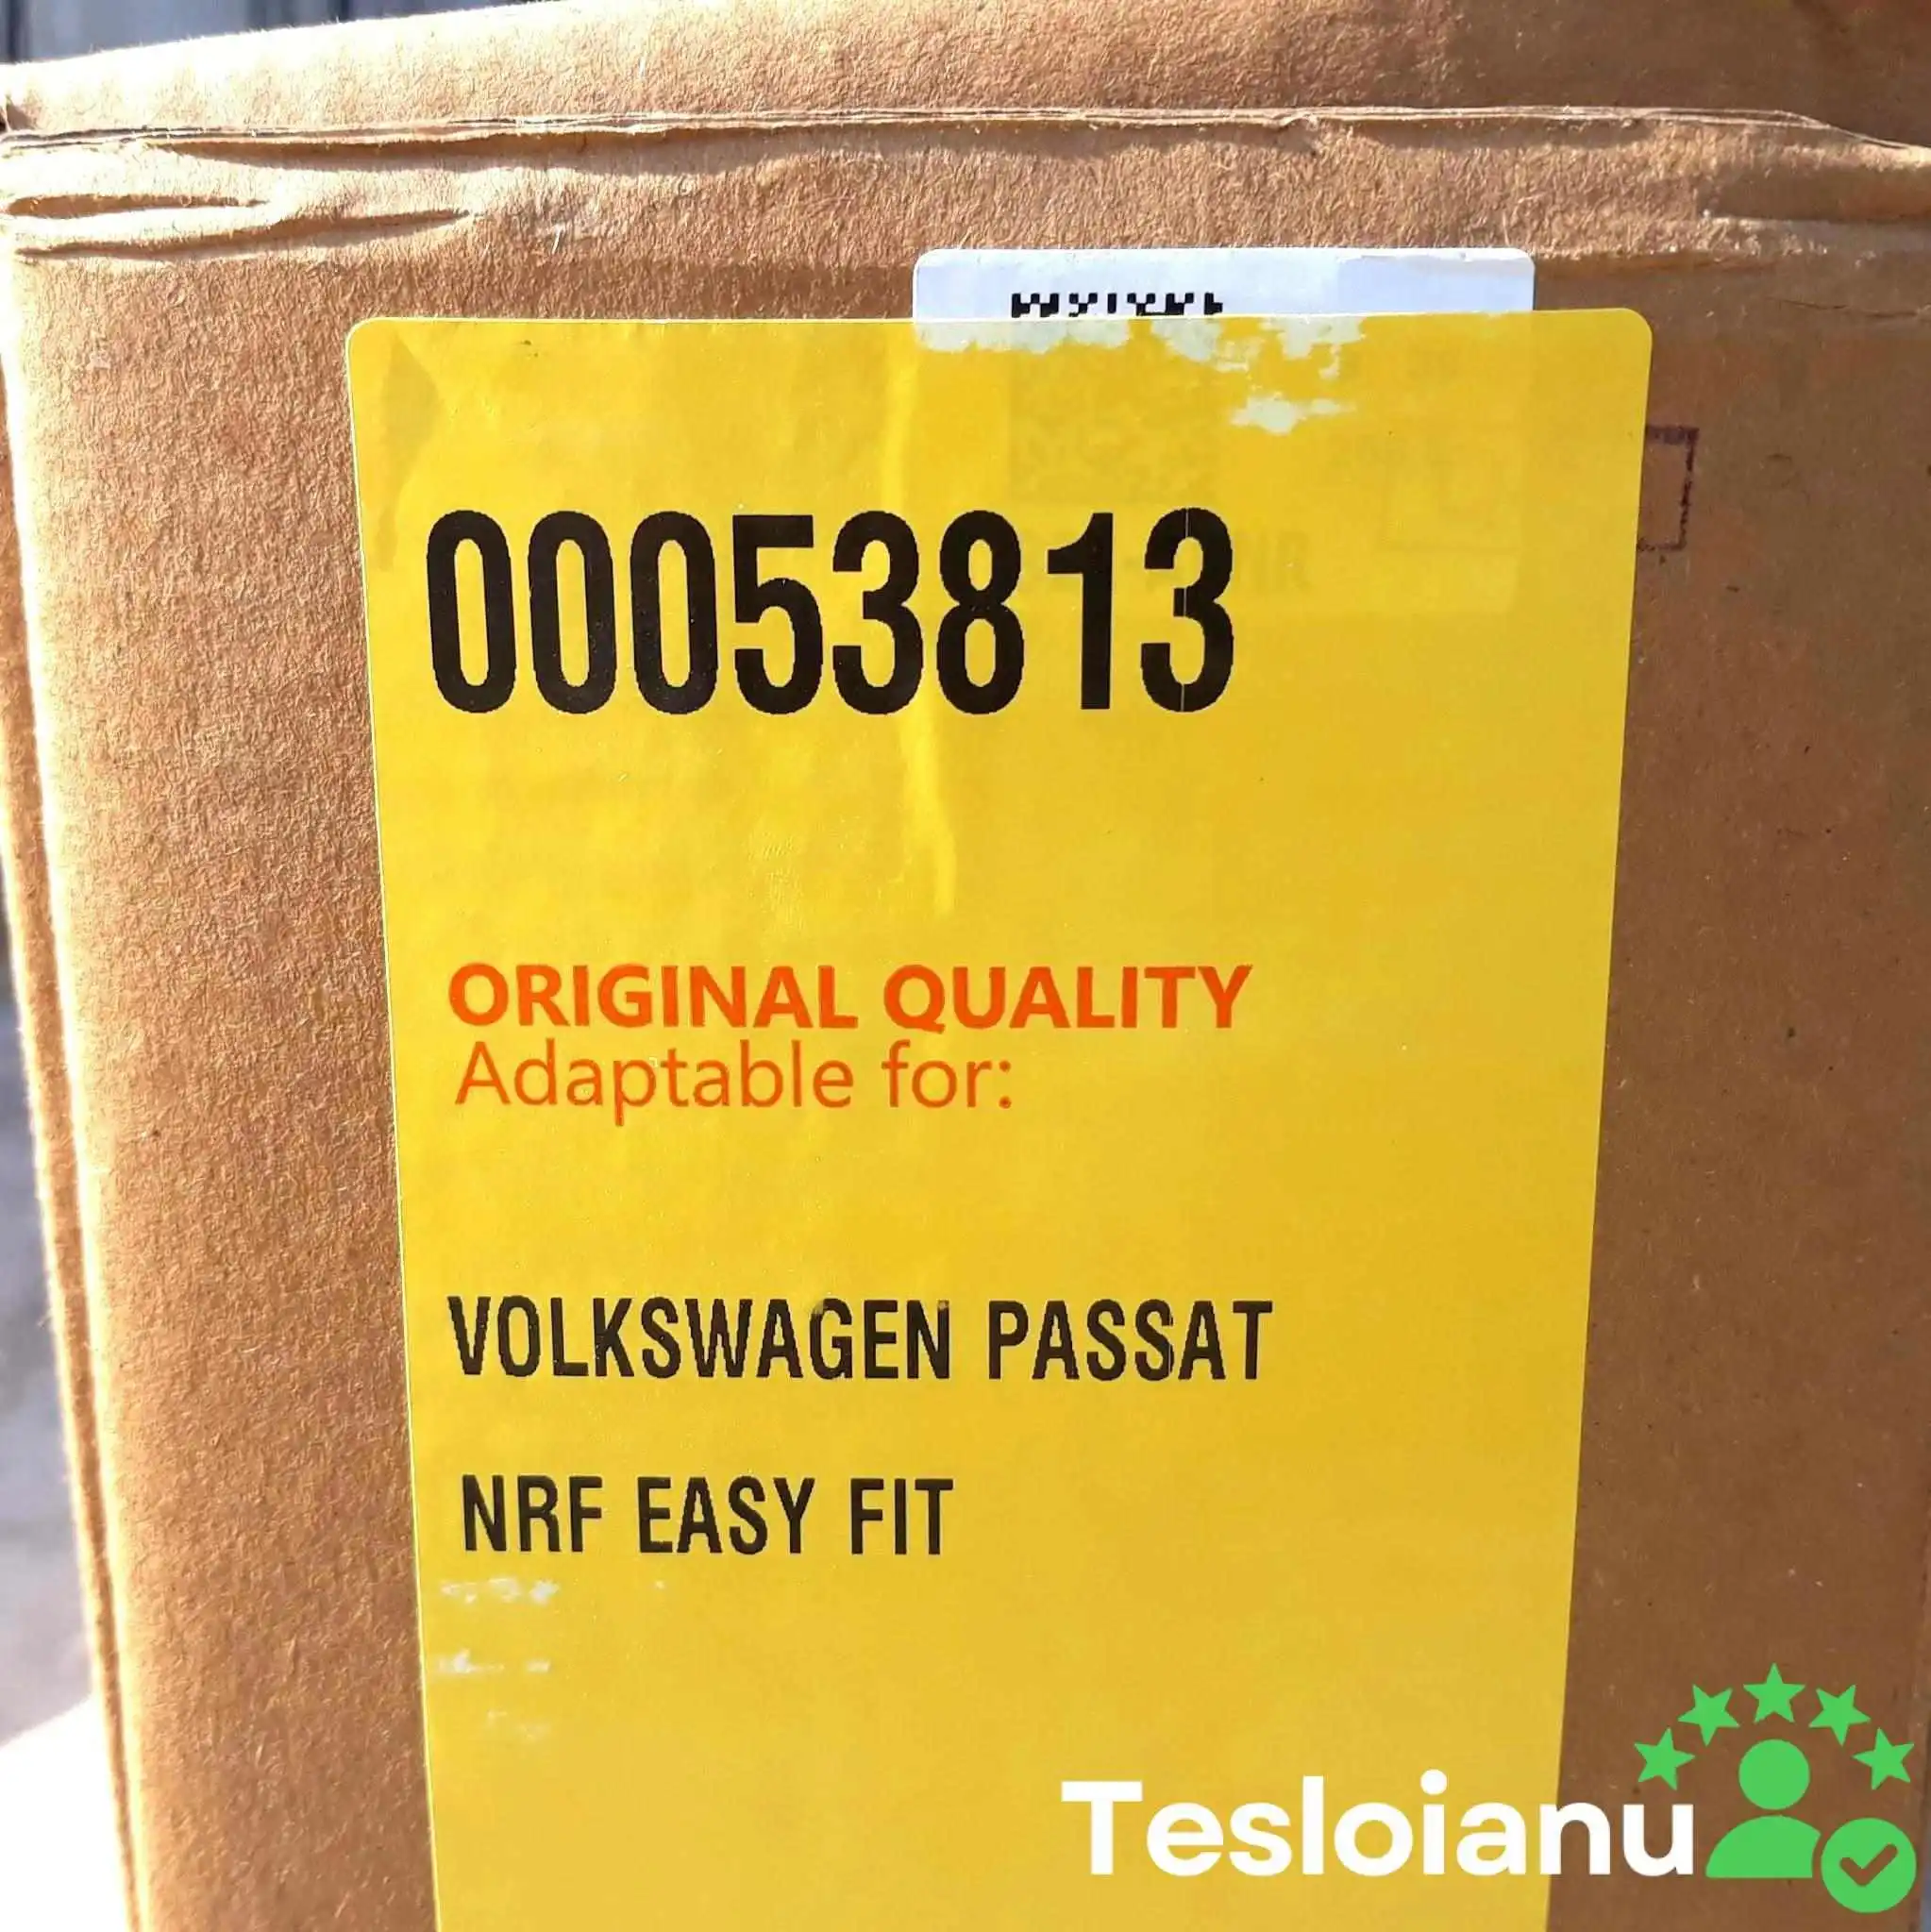 00053813
ORIGINAL QUALITY
Adaptable for:
VOLKSWAGEN PASSAT
NRF EASY FIT
Tesloianu